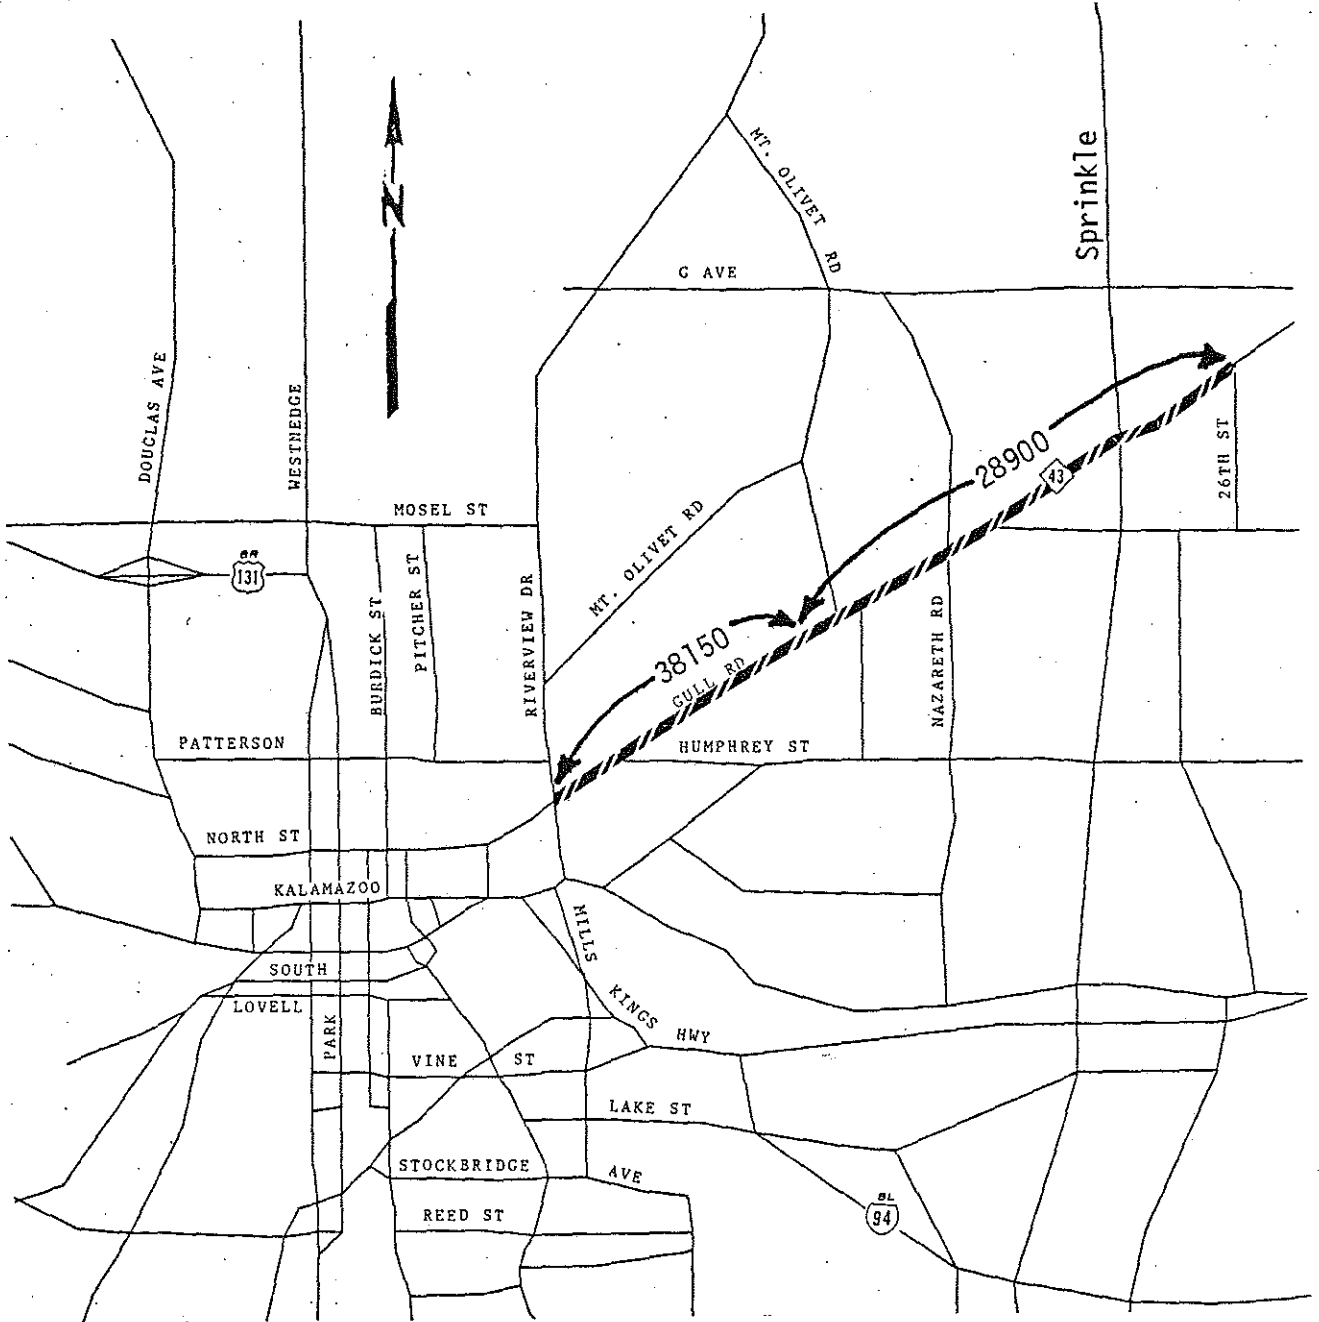 MT. OLIVET RD
Sprinkle
N
G AVE
DOUGLAS AVE
WESTNEDGE
28900
43
26TH ST
MOSEL ST
BR
131
MT. OLIVET RD
BURDICK ST
PITCHER ST
RIVERVIEW DR
38150
GULL RD
NAZARETH RD
PATTERSON
HUMPHREY ST
NORTH ST
KALAMAZOO
MILLS
SOUTH
LOVELL
PARK
KINGS HWY
VINE ST
LAKE ST
STOCKBRIDGE AVE
REED ST
BL
94